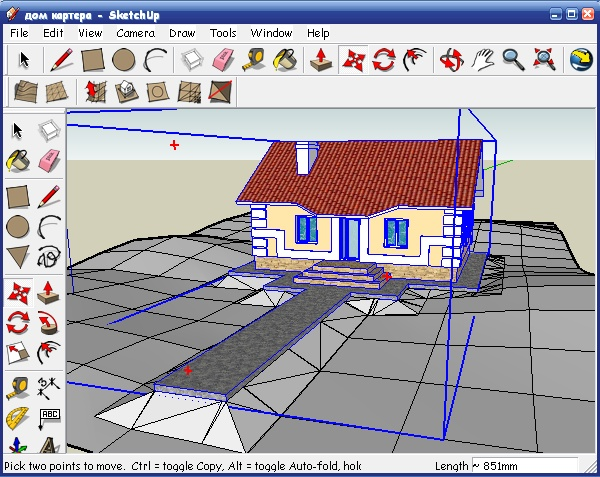 дом картера - SketchUp
File Edit View Camera Draw Tools Window Help
ABC
A
Pick two points to move. Ctrl = toggle Copy, Alt = toggle Auto-fold, hol
Length ~ 851mm